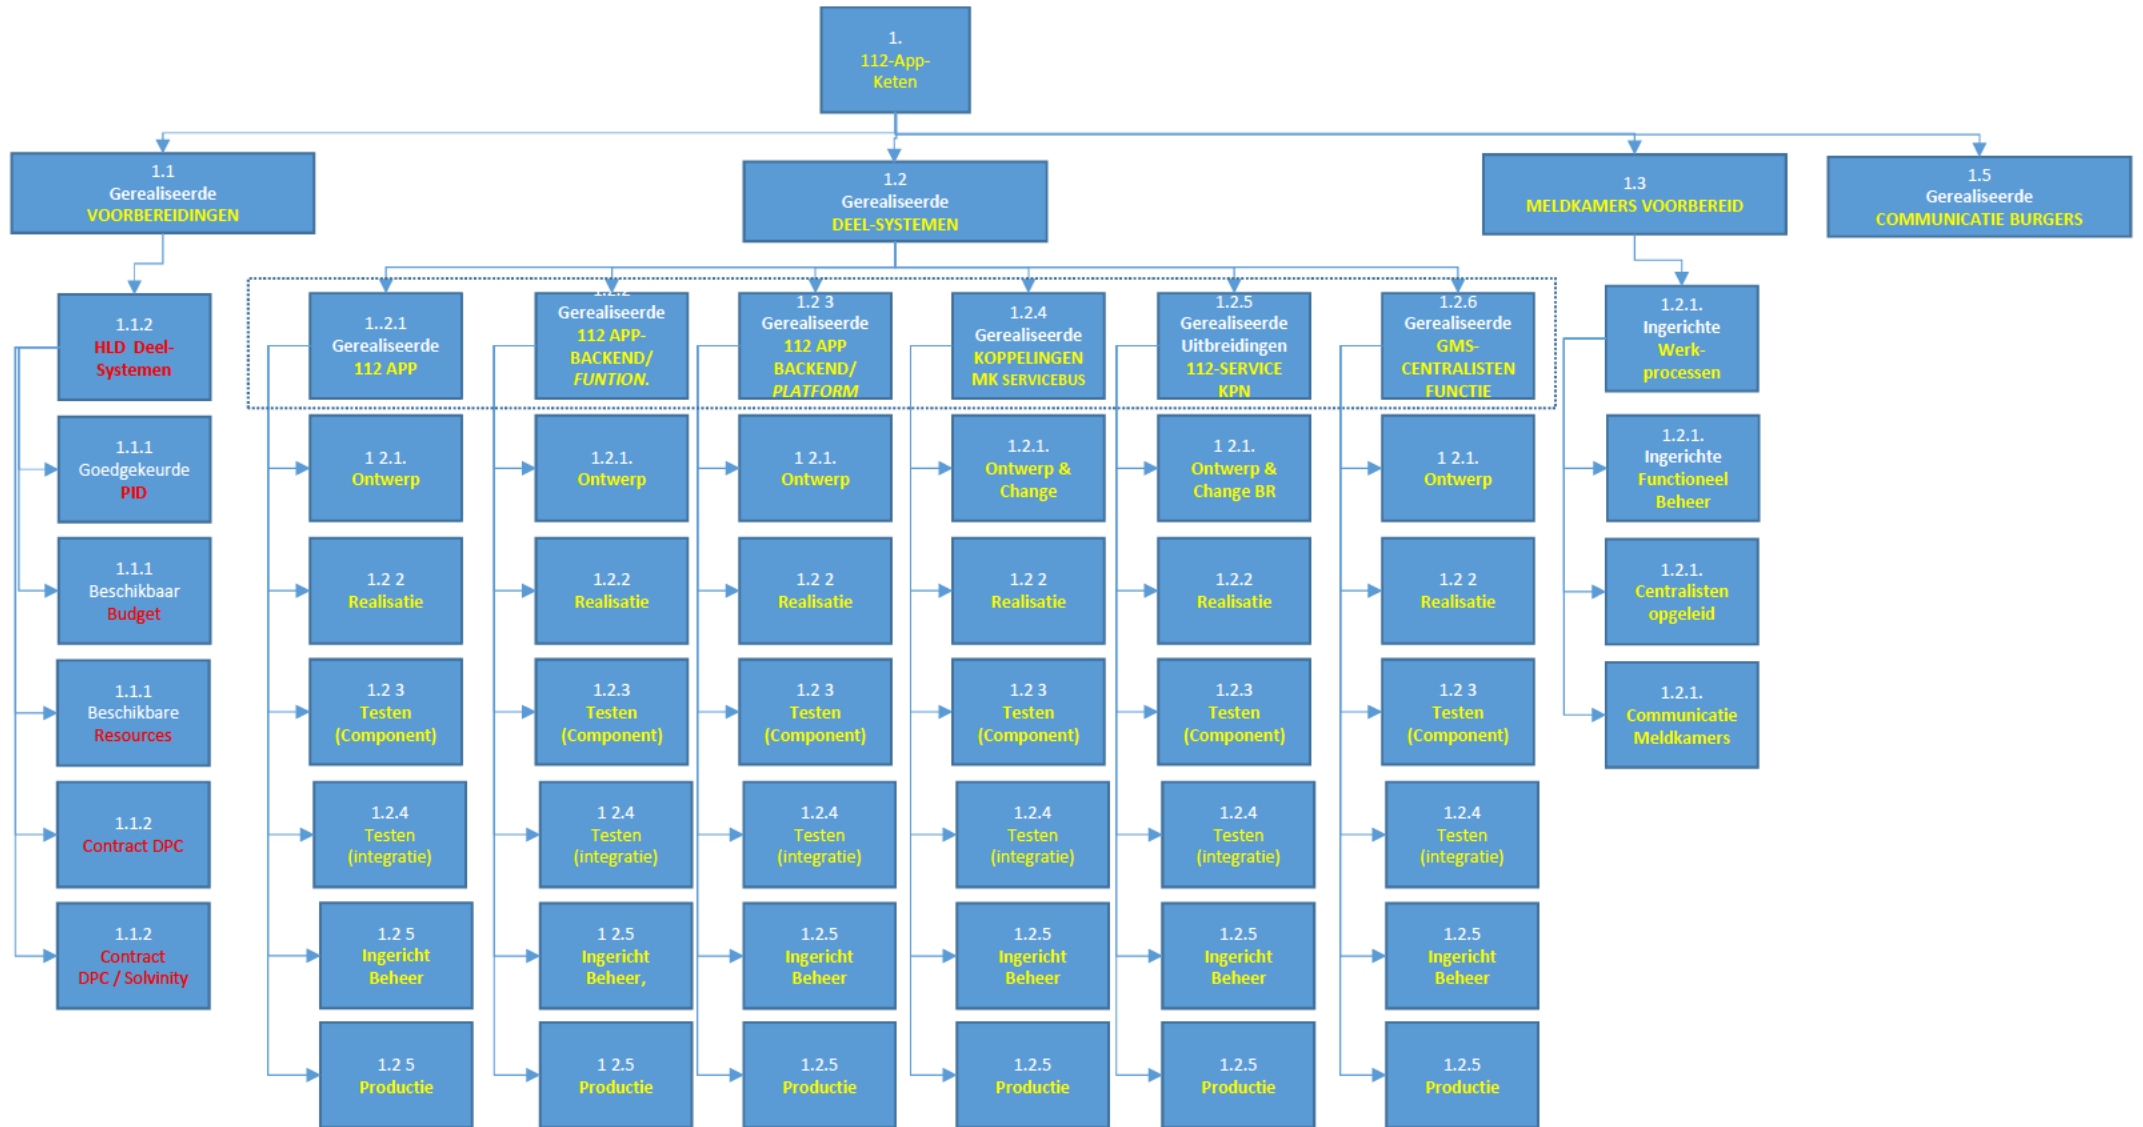 1.
112-App-
Keten
1.1
Gerealiseerde
VOORBEREIDINGEN
1.2
Gerealiseerde
DEEL-SYSTEMEN
1.3
MELDKAMERS VOORBEREID
1.5
Gerealiseerde
COMMUNICATIE BURGERS
1.1.2
HLD Deel-
Systemen
1.1.1
Goedgekeurde
PID
1.1.1
Beschikbaar
Budget
1.1.1
Beschikbare
Resources
1.1.2
Contract DPC
1.1.2
Contract
DPC / Solvinity
1..2.1
Gerealiseerde
112 APP
1 2.1.
Ontwerp
1.2 2
Realisatie
1.2 3
Testen
(Component)
1.2.4
Testen
(integratie)
1.2 5
Ingericht
Beheer
1.2 5
Productie
1.2.2
Gerealiseerde
112 APP-
BACKEND/
FUNTION.
1.2.1.
Ontwerp
1.2.2
Realisatie
1.2.3
Testen
(Component)
1 2.4
Testen
(integratie)
1 2.5
Ingericht
Beheer,
1 2.5
Productie
1.2 3
Gerealiseerde
112 APP
BACKEND/
PLATFORM
1 2.1.
Ontwerp
1.2 2
Realisatie
1.2 3
Testen
(Component)
1.2.4
Testen
(integratie)
1.2.5
Ingericht
Beheer
1.2.5
Productie
1.2.4
Gerealiseerde
KOPPELINGEN
MK SERVICEBUS
1.2.1.
Ontwerp &
Change
1.2 2
Realisatie
1.2 3
Testen
(Component)
1.2.4
Testen
(integratie)
1.2.5
Ingericht
Beheer
1.2.5
Productie
1.2.5
Gerealiseerde
Uitbreidingen
112-SERVICE
KPN
1 2.1.
Ontwerp &
Change BR
1.2.2
Realisatie
1.2.3
Testen
(Component)
1.2.4
Testen
(integratie)
1.2.5
Ingericht
Beheer
1.2.5
Productie
1.2.6
Gerealiseerde
GMS-
CENTRALISTEN
FUNCTIE
1 2.1.
Ontwerp
1.2 2
Realisatie
1.2 3
Testen
(Component)
1.2.4
Testen
(integratie)
1.2.5
Ingericht
Beheer
1.2.5
Productie
1.2.1.
Ingerichte
Werk-
processen
1.2.1.
Ingerichte
Functioneel
Beheer
1.2.1.
Centralisten
opgeleid
1.2.1.
Communicatie
Meldkamers